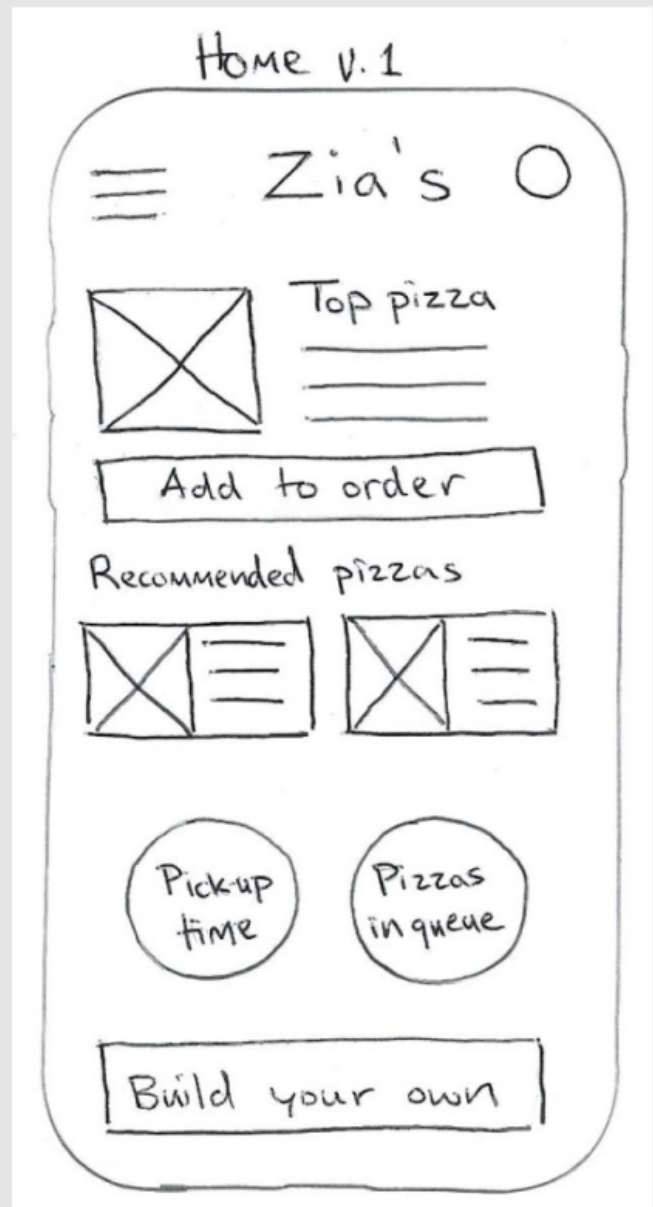 Home v.1
Zia's
Top pizza
Add to order
Recommended pizzas
Pick-up
time
Pizzas
in queue
Build your own